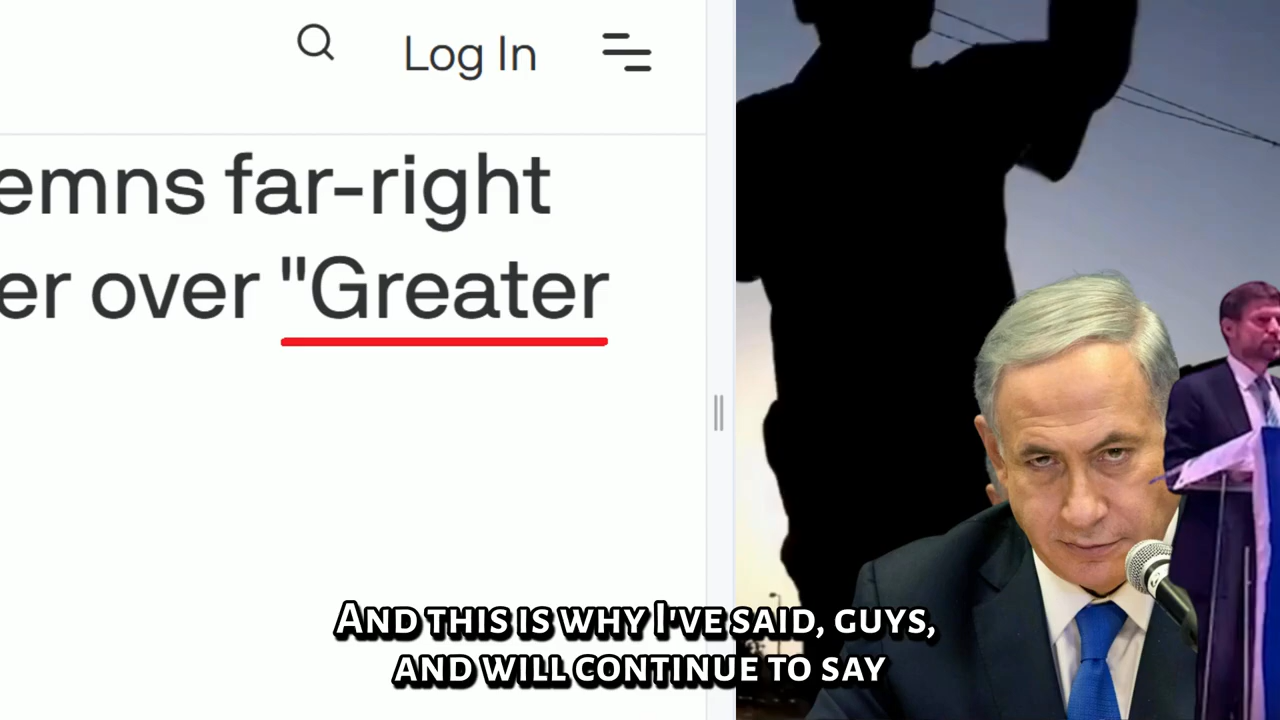 Log In
emns far-right
er over "Greater
And this is why I've said, guys,
and will continue to say